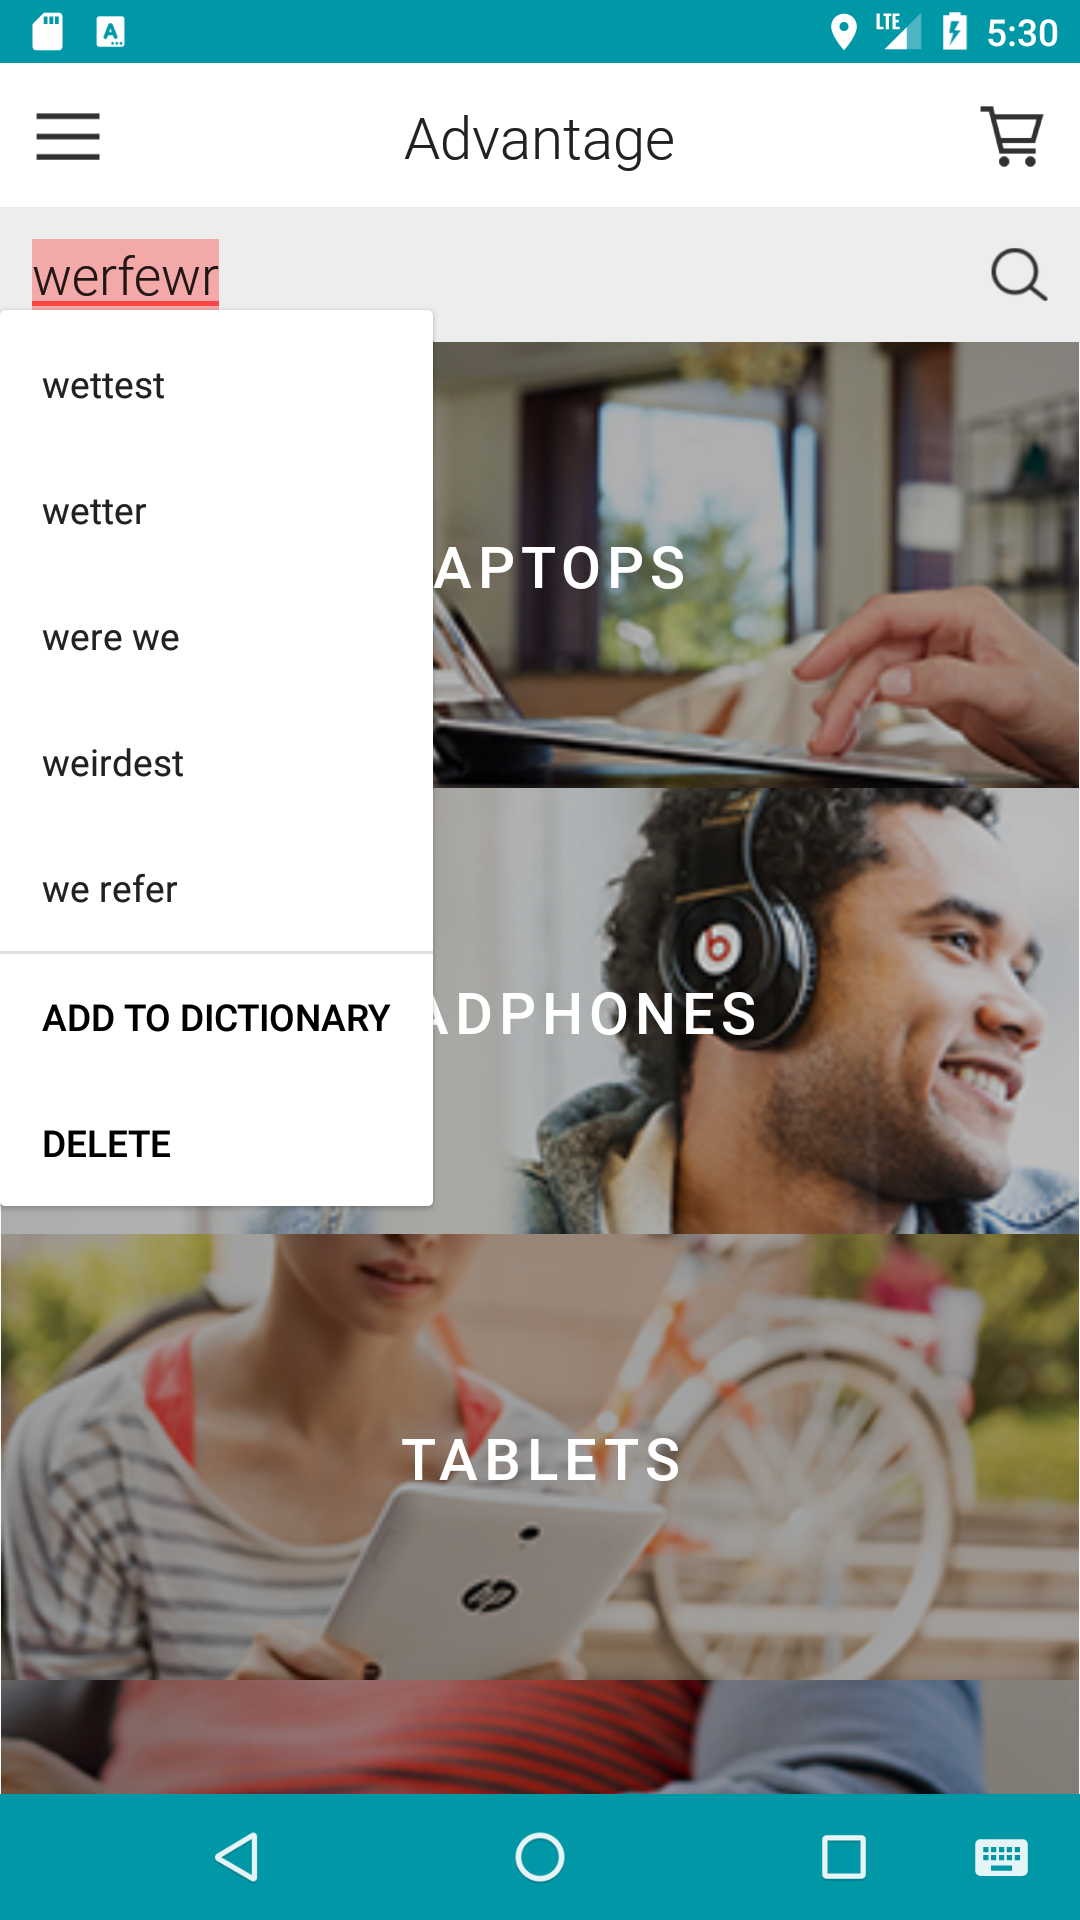 LTE 5:30
Advantage
werfewr
wettest
wetter
were we
weirdest
we refer
ADD TO DICTIONARY
DELETE
APTOPS
ADPHONES
TABLETS